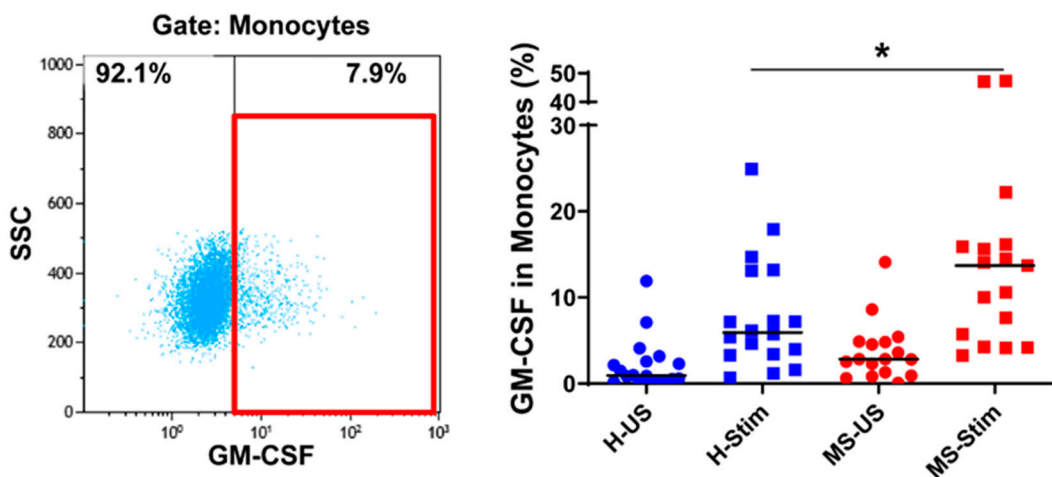 Gate: Monocytes
92.1% 7.9%
1000
800
600
400
200
0
SSC
10⁰ 10¹ 10² 10³
GM-CSF
*
GM-CSF in Monocytes (%)
50
40
30
20
10
0
H-US
H-Stim
MS-US
MS-Stim